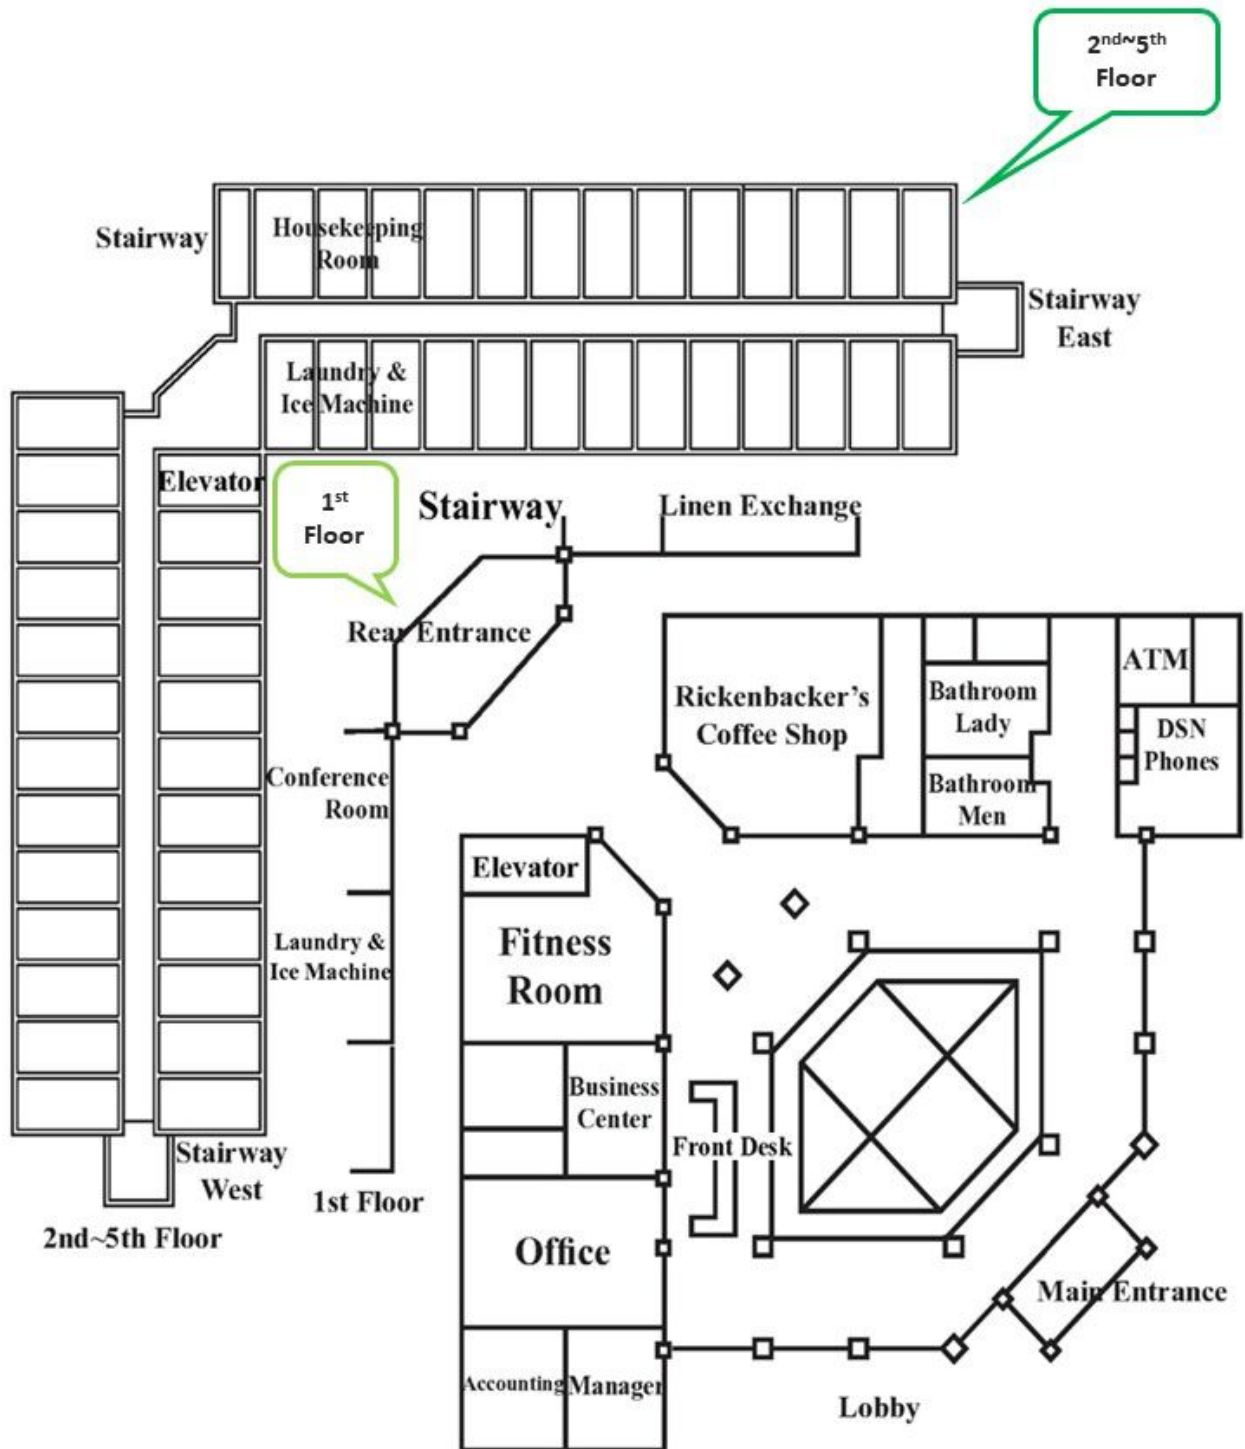 2nd~5th
Floor
Stairway
Housekeeping
Room
Stairway
East
Laundry &
Ice Machine
Elevator
1st
Floor
Stairway
Linen Exchange
Rear Entrance
Rickenbacker's
Coffee Shop
Bathroom
Lady
Bathroom
Men
ATM
DSN
Phones
Conference
Room
Elevator
Fitness
Room
Laundry &
Ice Machine
Business
Center
Front Desk
Stairway
West
1st Floor
2nd~5th Floor
Office
Main Entrance
Accounting
Manager
Lobby